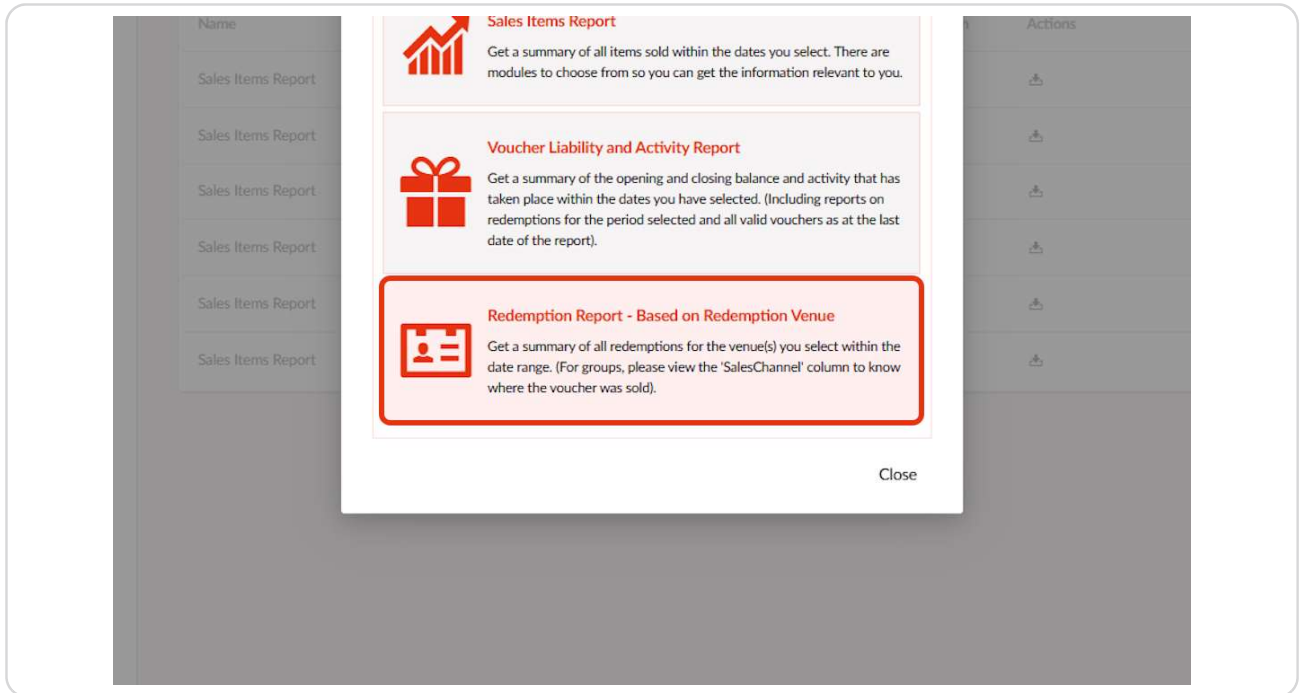 Name
Actions
Sales Items Report
Sales Items Report
Sales Items Report
Sales Items Report
Sales Items Report
Sales Items Report
Sales Items Report
Get a summary of all items sold within the dates you select. There are
modules to choose from so you can get the information relevant to you.
Voucher Liability and Activity Report
Get a summary of the opening and closing balance and activity that has
taken place within the dates you have selected. (Including reports on
redemptions for the period selected and all valid vouchers as at the last
date of the report).
Redemption Report - Based on Redemption Venue
Get a summary of all redemptions for the venue(s) you select within the
date range. (For groups, please view the 'SalesChannel' column to know
where the voucher was sold).
Close